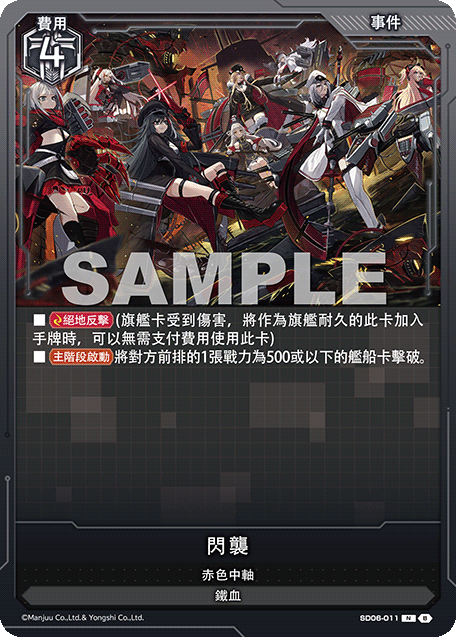 費用
事件
4
SAMPLE
■ 絕地反擊 (旗艦卡受到傷害，將作為旗艦耐久的此卡加入
手牌時，可以無需支付費用使用此卡)
■ 主階段啟動 將對方前排的1張戰力為500或以下的艦船卡擊破。
閃襲
赤色中軸
鐵血
©Manjuu Co.,Ltd.& Yongshi Co.,Ltd. SD06-011 N B